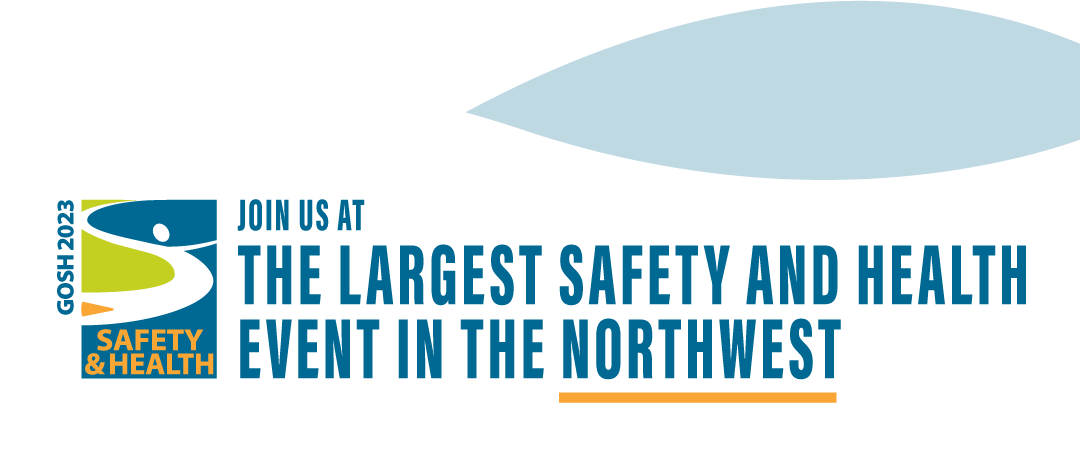 GOSH 2023
SAFETY
& HEALTH
JOIN US AT
THE LARGEST SAFETY AND HEALTH
EVENT IN THE NORTHWEST